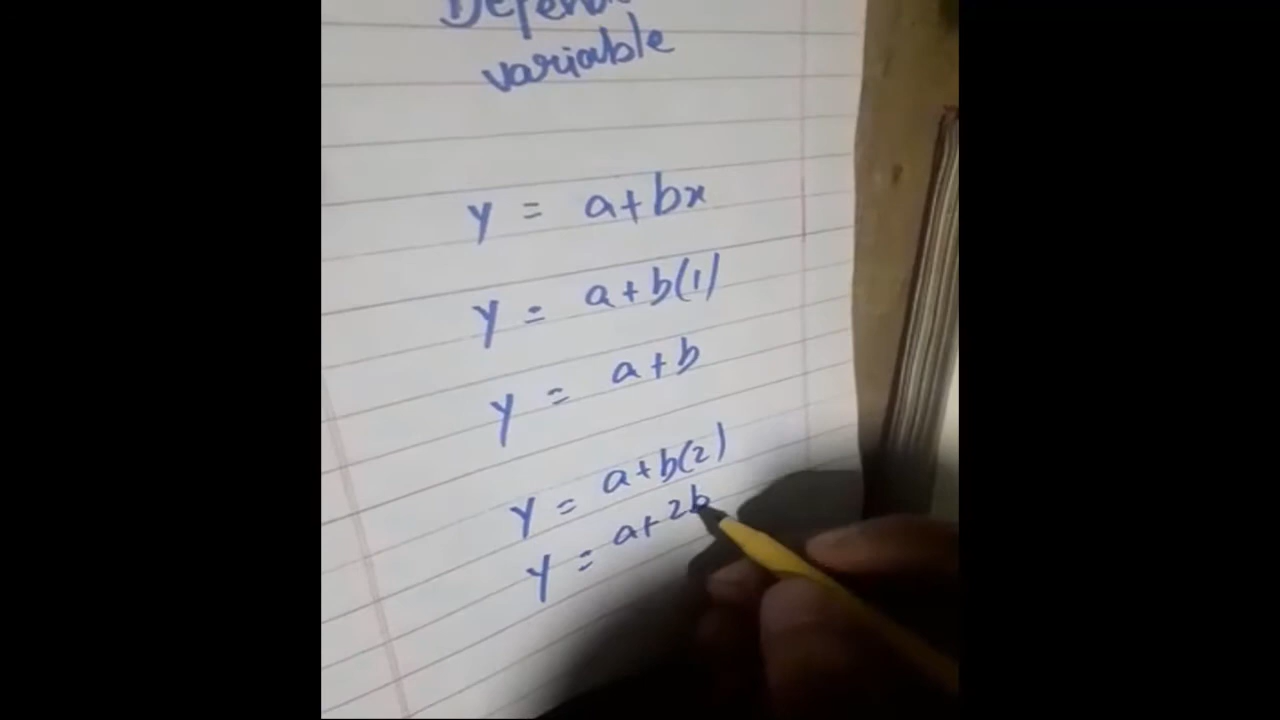 variable
y = a+bx
y = a+b(1)
y = a+b
y = a+b(2)
y = a+2b